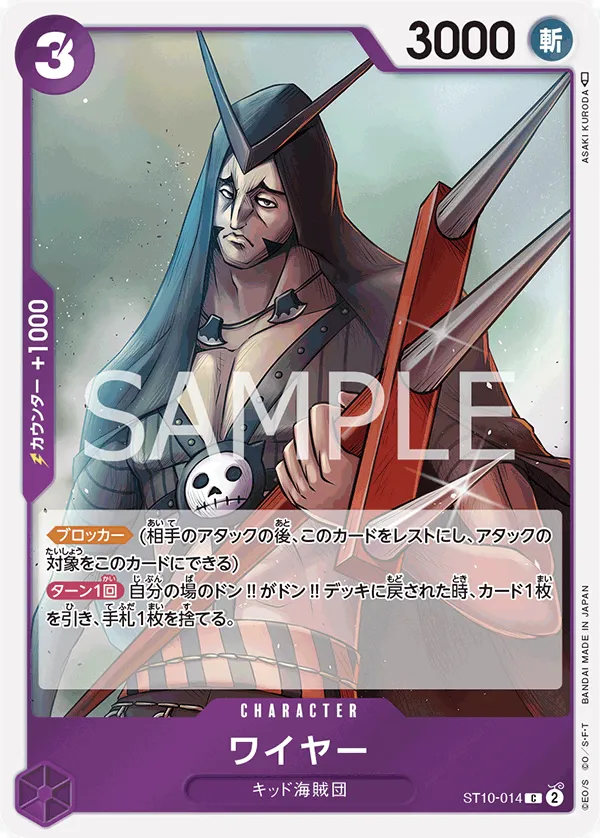 3
3000
斬
ASAKI KURODA
カウンター +1000
SAMPLE
ブロッカー (相手のアタックの後、このカードをレストにし、アタックの
対象をこのカードにできる)
ターン1回 自分の場のドン!!がドン!!デッキに戻された時、カード1枚
を引き、手札1枚を捨てる。
CHARACTER
ワイヤー
キッド海賊団
ST10-014 C 2
©E.O/S ©O/S・F・T BANDAI MADE IN JAPAN